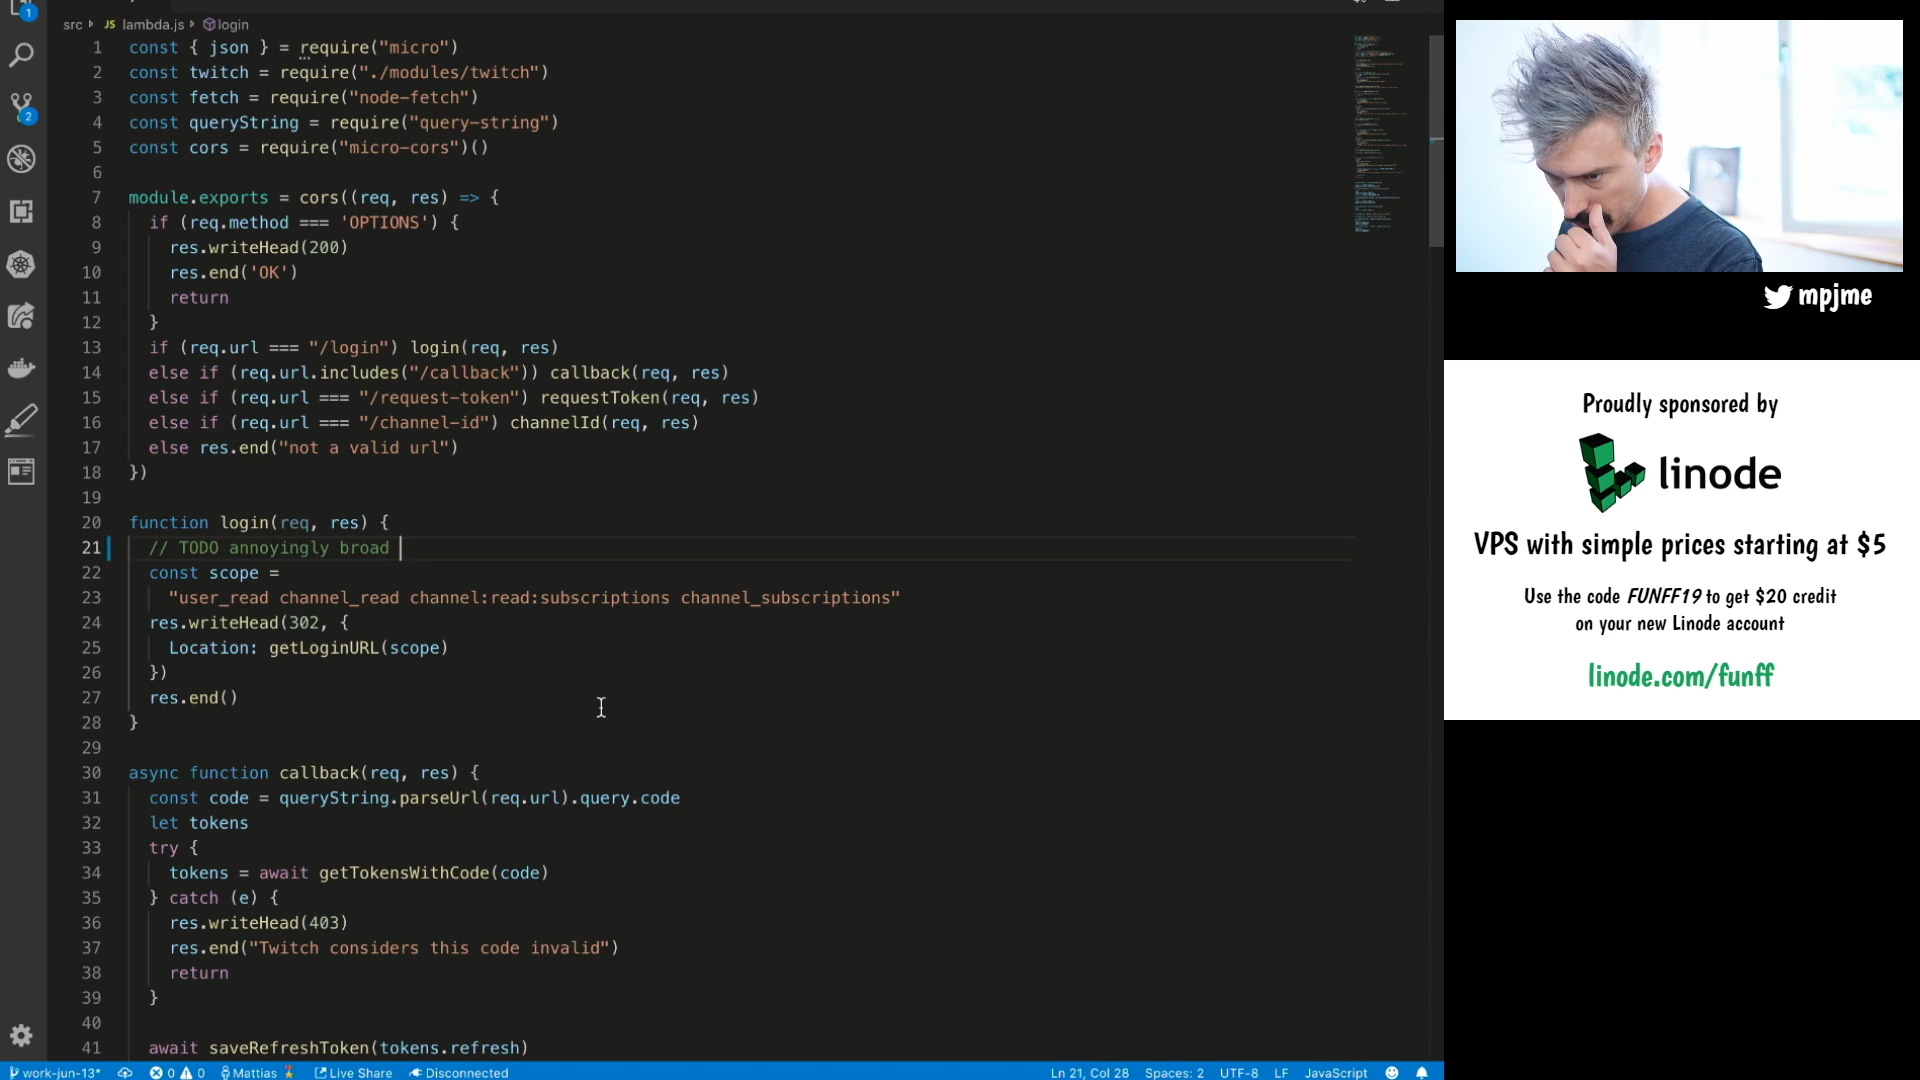 1
src
JS
lambda.js
login
1 const { json } = require("micro")
2 const twitch = require("./modules/twitch")
3 const fetch = require("node-fetch")
4 const queryString = require("query-string")
5 const cors = require("micro-cors")()
6
7 module.exports = cors((req, res) => {
8 if (req.method === 'OPTIONS') {
9 res.writeHead(200)
10 res.end('OK')
11 return
12 }
13 if (req.url === "/login") login(req, res)
14 else if (req.url.includes("/callback")) callback(req, res)
15 else if (req.url === "/request-token") requestToken(req, res)
16 else if (req.url === "/channel-id") channelId(req, res)
17 else res.end("not a valid url")
18 })
19
20 function login(req, res) {
21 // TODO annoyingly broad
22 const scope =
23 "user_read channel_read channel:read:subscriptions channel_subscriptions"
24 res.writeHead(302, {
25 Location: getLoginURL(scope)
26 })
27 res.end()
28 }
29
30 async function callback(req, res) {
31 const code = queryString.parseUrl(req.url).query.code
32 let tokens
33 try {
34 tokens = await getTokensWithCode(code)
35 } catch (e) {
36 res.writeHead(403)
37 res.end("Twitch considers this code invalid")
38 return
39 }
40
41 await saveRefreshToken(tokens.refresh)
2
work-jun-13* 0 0 Mattias Live Share Disconnected Ln 21, Col 28 Spaces: 2 UTF-8 LF JavaScript
mpjme
Proudly sponsored by
linode
VPS with simple prices starting at $5
Use the code FUNFF19 to get $20 credit
on your new Linode account
linode.com/funff